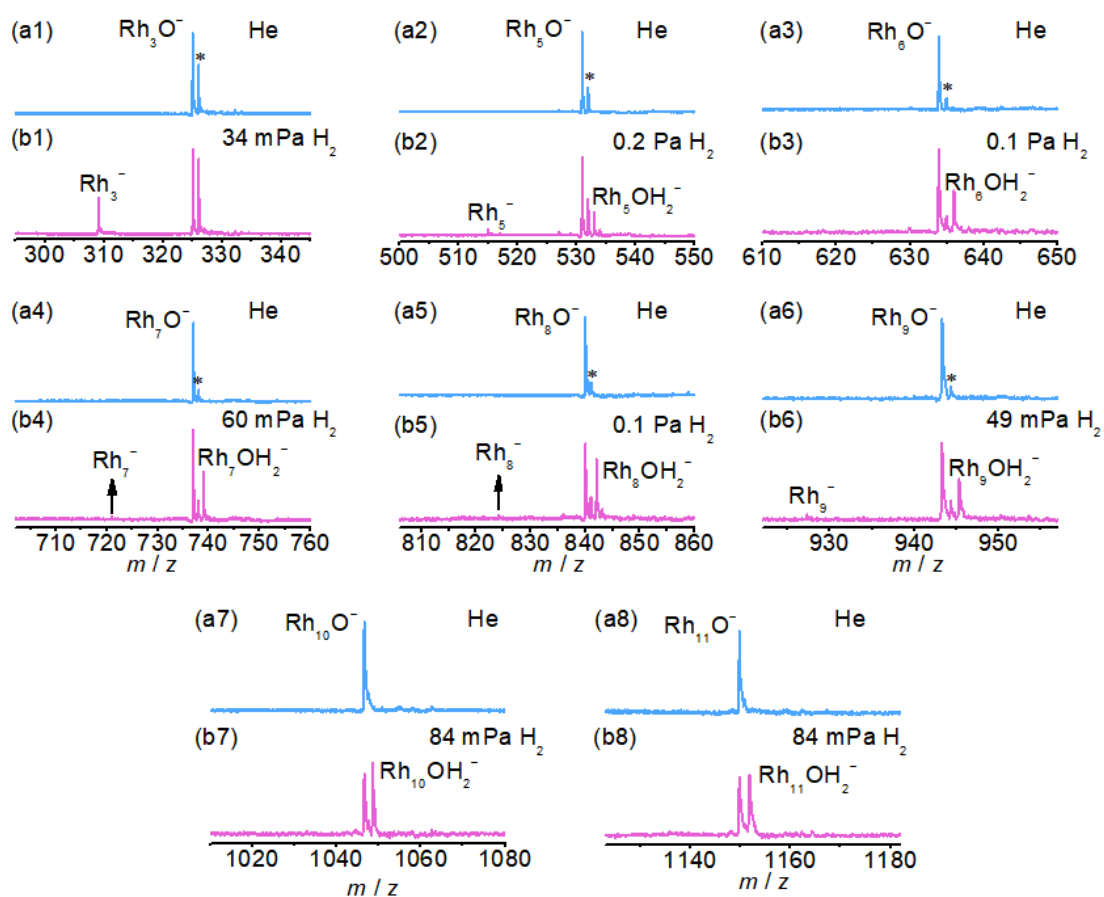 (a1) Rh₃O⁻ He
*
(b1) 34 mPa H₂
Rh₃⁻
300 310 320 330 340
(a2) Rh₅O⁻ He
*
(b2) 0.2 Pa H₂
Rh₅⁻ Rh₅OH₂⁻
500 510 520 530 540 550
(a3) Rh₆O⁻ He
*
(b3) 0.1 Pa H₂
Rh₆OH₂⁻
610 620 630 640 650
(a4) He
Rh₇O⁻
*
(b4) 60 mPa H₂
Rh₇⁻ Rh₇OH₂⁻
710 720 730 740 750 760
m / z
(a5) He
Rh₈O⁻
*
(b5) 0.1 Pa H₂
Rh₈⁻ Rh₈OH₂⁻
810 820 830 840 850 860
m / z
(a6) He
Rh₉O⁻
*
(b6) 49 mPa H₂
Rh₉⁻ Rh₉OH₂⁻
930 940 950
m / z
(a7) Rh₁₀O⁻ He
(b7) 84 mPa H₂
Rh₁₀OH₂⁻
1020 1040 1060 1080
m / z
(a8) Rh₁₁O⁻ He
(b8) 84 mPa H₂
Rh₁₁OH₂⁻
1140 1160 1180
m / z